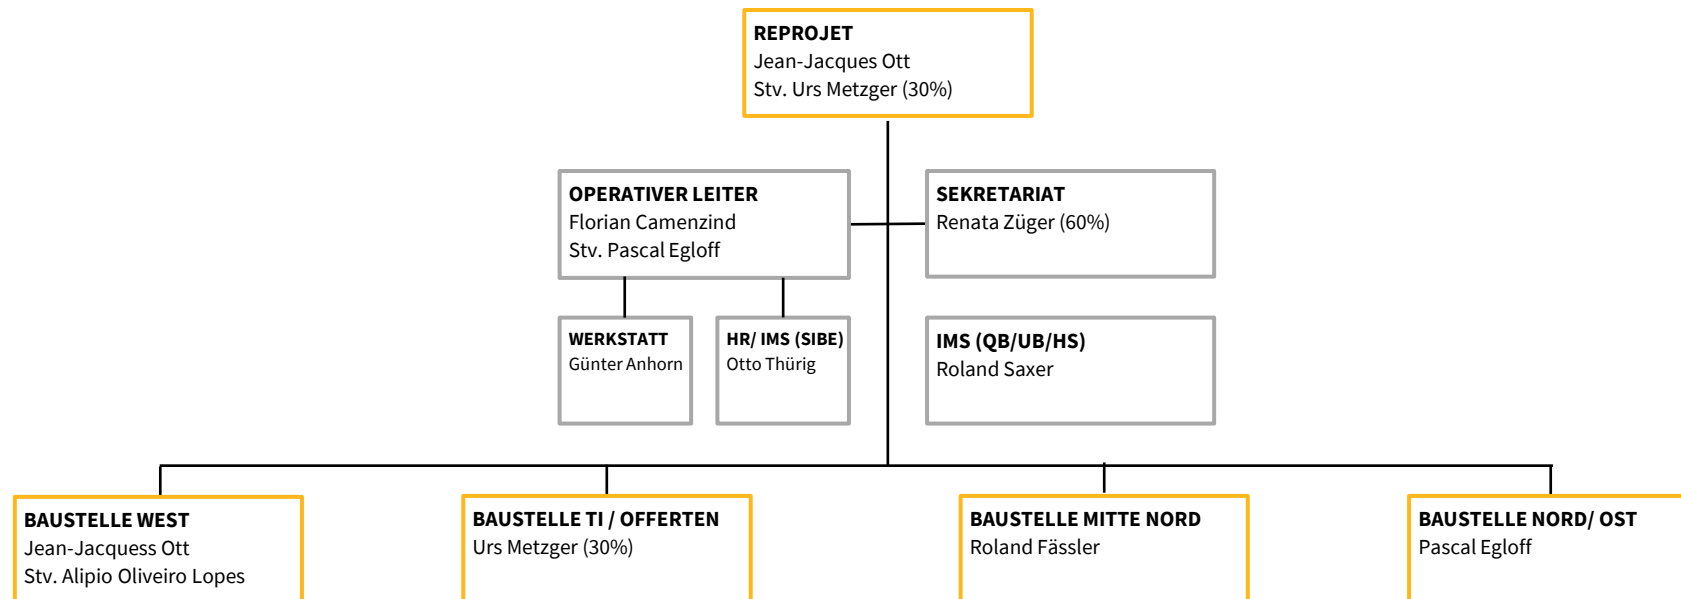 REPROJET
Jean-Jacques Ott
Stv. Urs Metzger (30%)
OPERATIVER LEITER
Florian Camenzind
Stv. Pascal Egloff
SEKRETARIAT
Renata Züger (60%)
WERKSTATT
Günter Anhorn
HR/ IMS (SIBE)
Otto Thürig
IMS (QB/UB/HS)
Roland Saxer
BAUSTELLE WEST
Jean-Jacquess Ott
Stv. Alipio Oliveiro Lopes
BAUSTELLE TI / OFFERTEN
Urs Metzger (30%)
BAUSTELLE MITTE NORD
Roland Fässler
BAUSTELLE NORD/ OST
Pascal Egloff